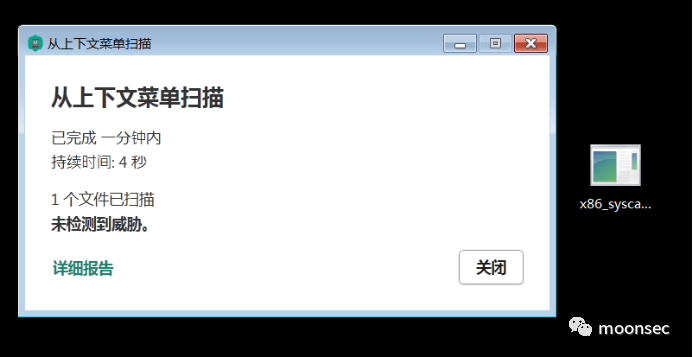 从上下文菜单扫描
从上下文菜单扫描
已完成 一分钟内
持续时间: 4 秒
1 个文件已扫描
未检测到威胁。
详细报告
关闭
x86_sysca...
moonsec